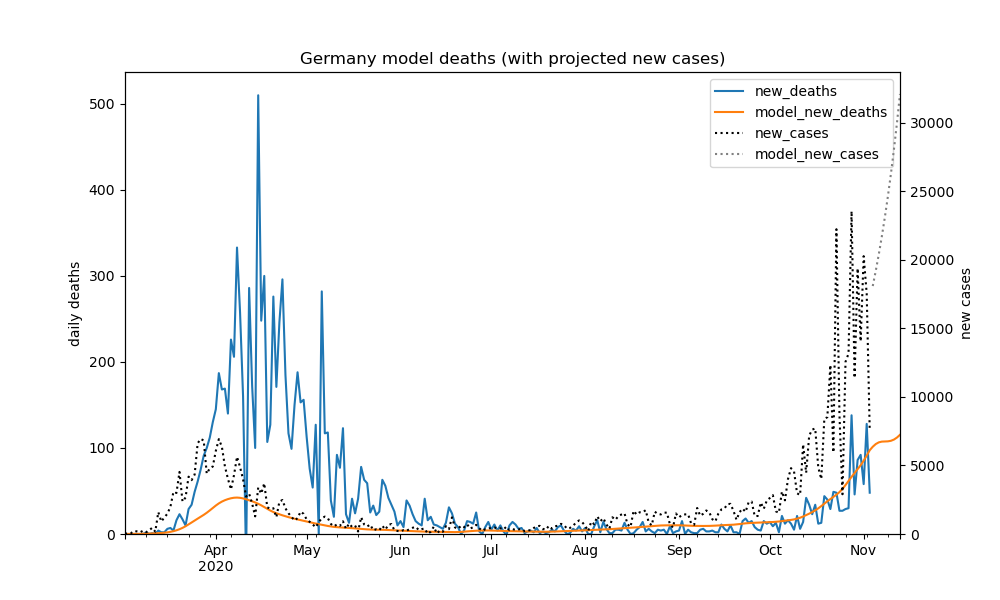 Germany model deaths (with projected new cases)
new_deaths
model_new_deaths
new_cases
model_new_cases
500
400
300
200
100
0
daily deaths
30000
25000
20000
15000
10000
5000
0
new cases
Apr
2020
May
Jun
Jul
Aug
Sep
Oct
Nov